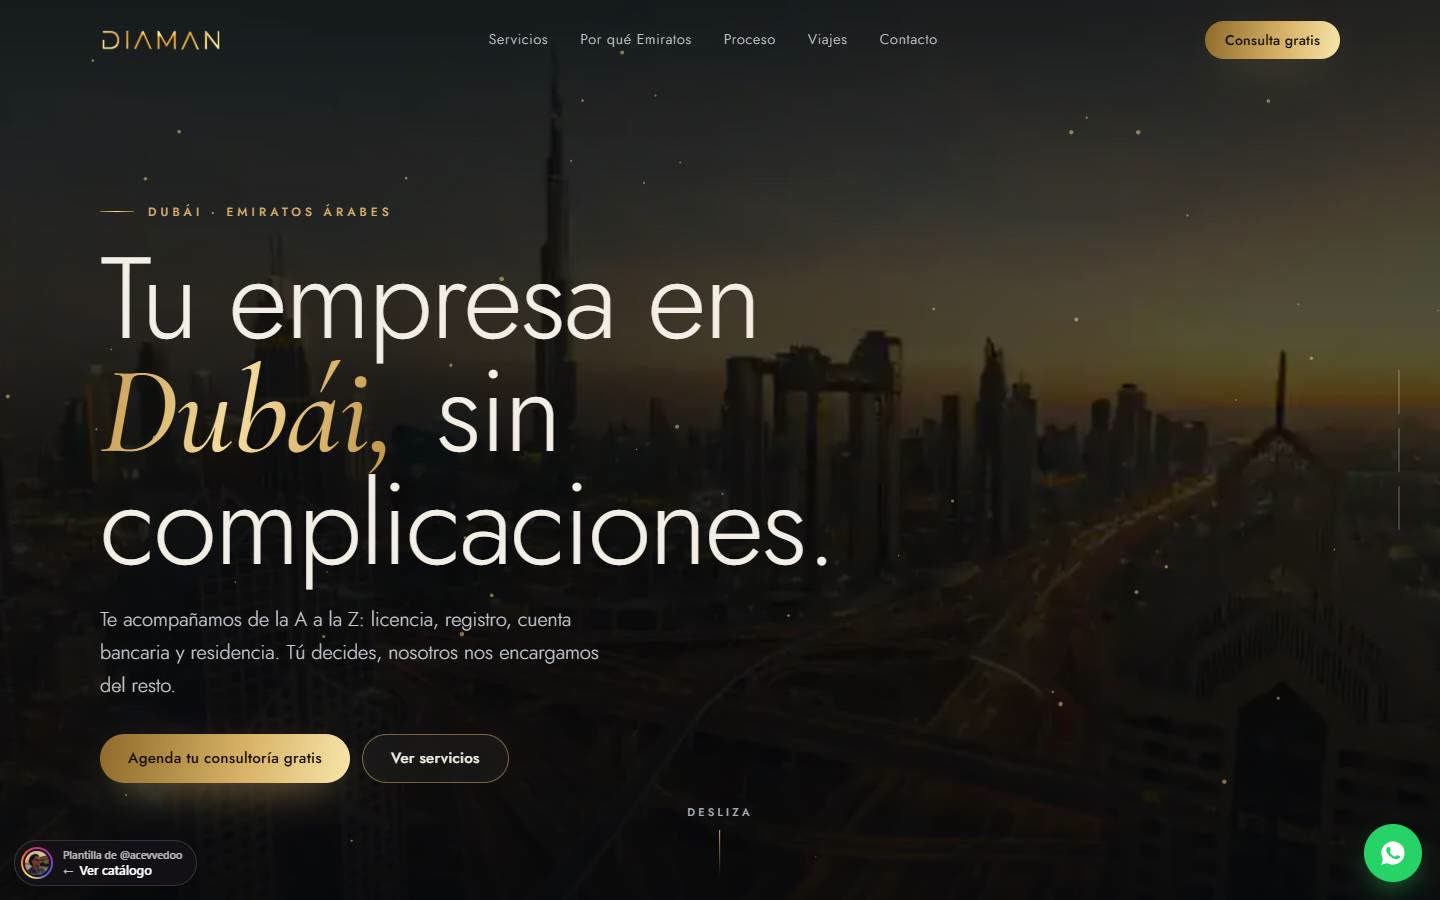 DIAMAN
Servicios
Por qué Emiratos
Proceso
Viajes
Contacto
Consulta gratis
DUBÁI · EMIRATOS ÁRABES
Tu empresa en
Dubái, sin
complicaciones.
Te acompañamos de la A a la Z: licencia, registro, cuenta
bancaria y residencia. Tú decides, nosotros nos encargamos
del resto.
Agenda tu consultoría gratis
Ver servicios
DESLIZA
Plantilla de @acevvedoo
← Ver catálogo